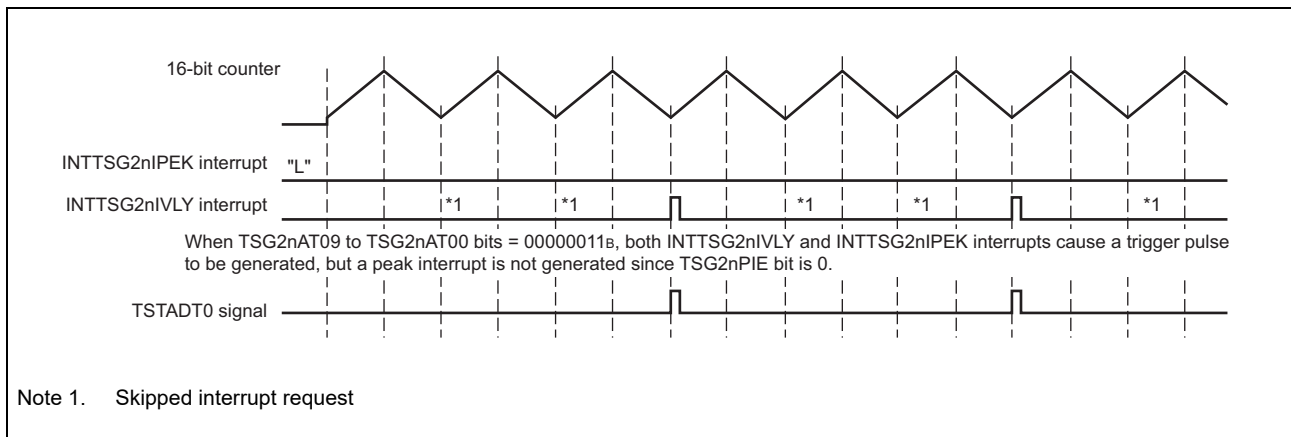 16-bit counter
INTTSG2nIPEK interrupt "L"
INTTSG2nIVLY interrupt *1 *1 *1 *1 *1
When TSG2nAT09 to TSG2nAT00 bits = 00000011B, both INTTSG2nIVLY and INTTSG2nIPEK interrupts cause a trigger pulse
to be generated, but a peak interrupt is not generated since TSG2nPIE bit is 0.
TSTADT0 signal
Note 1. Skipped interrupt request